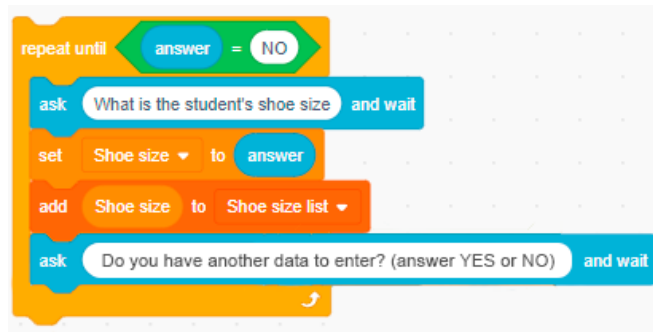 repeat until answer = NO
ask What is the student's shoe size and wait
set Shoe size to answer
add Shoe size to Shoe size list
ask Do you have another data to enter? (answer YES or NO) and wait